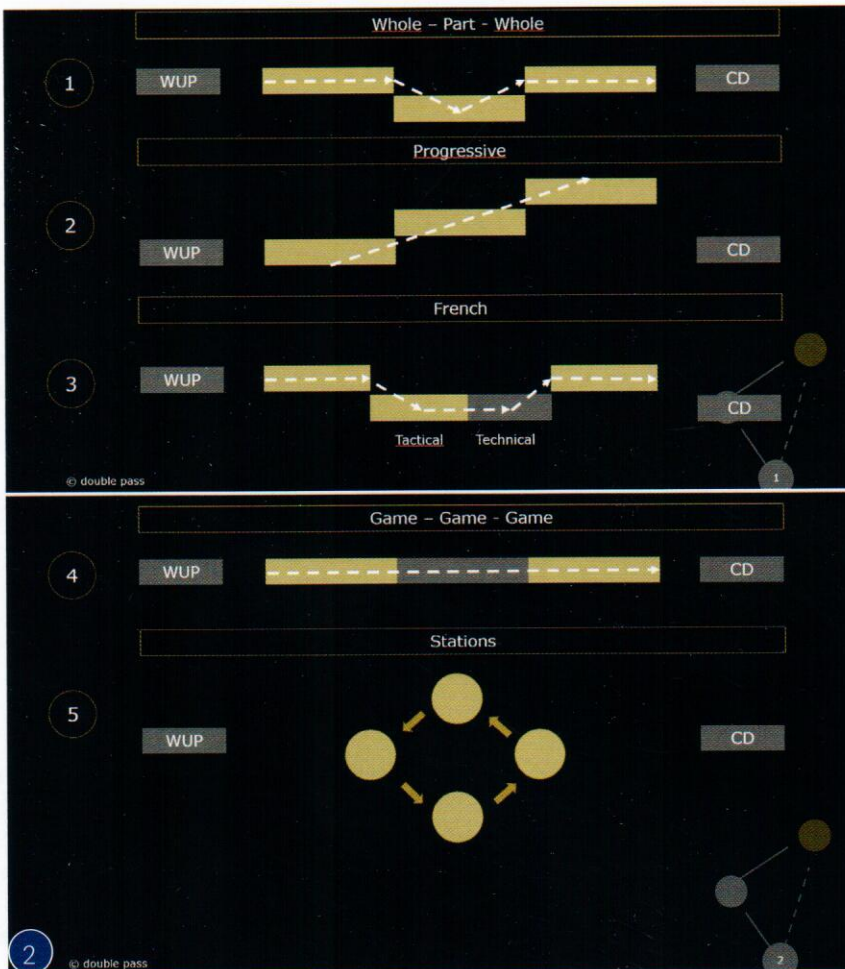 Whole – Part - Whole
1
WUP
CD
Progressive
2
WUP
CD
French
3
WUP
CD
Tactical Technical
1
© double pass
Game – Game - Game
4
WUP
CD
Stations
5
WUP
CD
2
2
© double pass